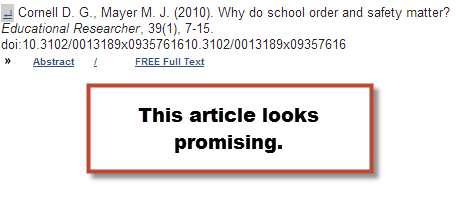 Cornell D. G., Mayer M. J. (2010). Why do school order and safety matter?
Educational Researcher, 39(1), 7-15.
doi:10.3102/0013189x0935761610.3102/0013189x09357616
» Abstract / FREE Full Text
This article looks
promising.